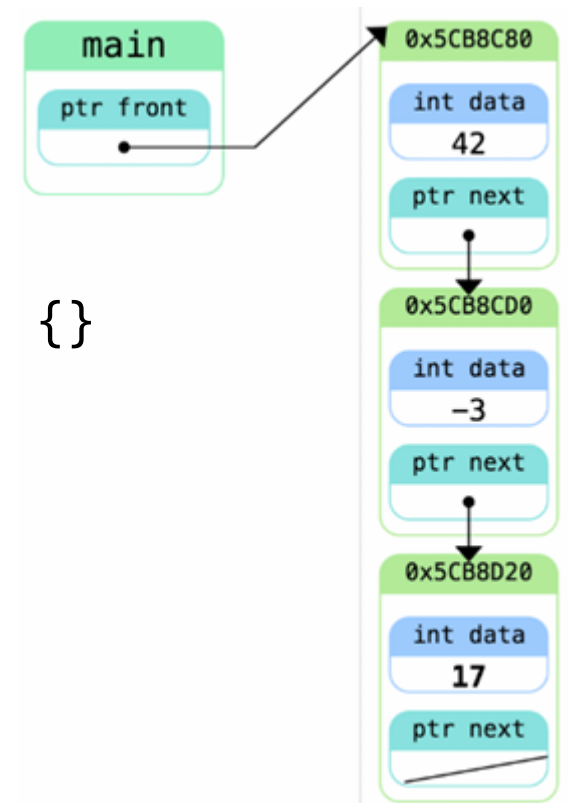 main
ptr front
{}
0x5CB8C80
int data
42
ptr next
0x5CB8CD0
int data
-3
ptr next
0x5CB8D20
int data
17
ptr next